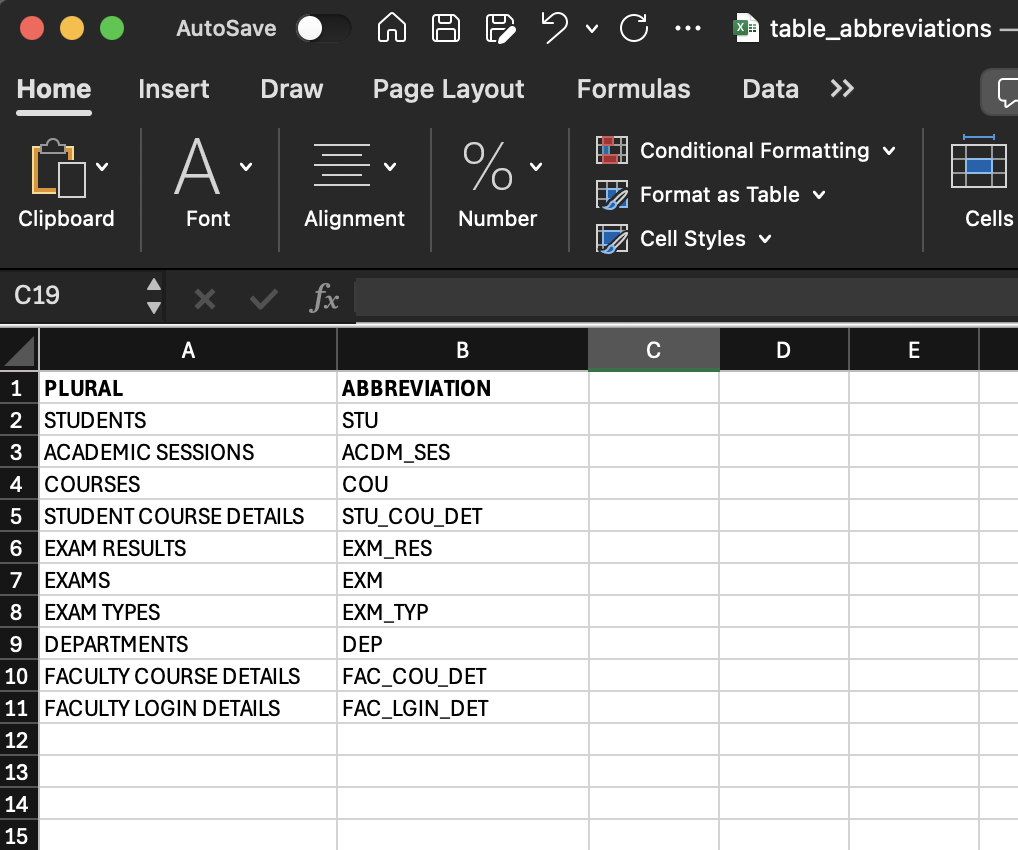 AutoSave table_abbreviations —
Home Insert Draw Page Layout Formulas Data >>
Clipboard Font Alignment % Number Conditional Formatting Format as Table Cell Styles Cells
C19 fx
A B C D E
1 PLURAL ABBREVIATION
2 STUDENTS STU
3 ACADEMIC SESSIONS ACDM_SES
4 COURSES COU
5 STUDENT COURSE DETAILS STU_COU_DET
6 EXAM RESULTS EXM_RES
7 EXAMS EXM
8 EXAM TYPES EXM_TYP
9 DEPARTMENTS DEP
10 FACULTY COURSE DETAILS FAC_COU_DET
11 FACULTY LOGIN DETAILS FAC_LGIN_DET
12
13
14
15